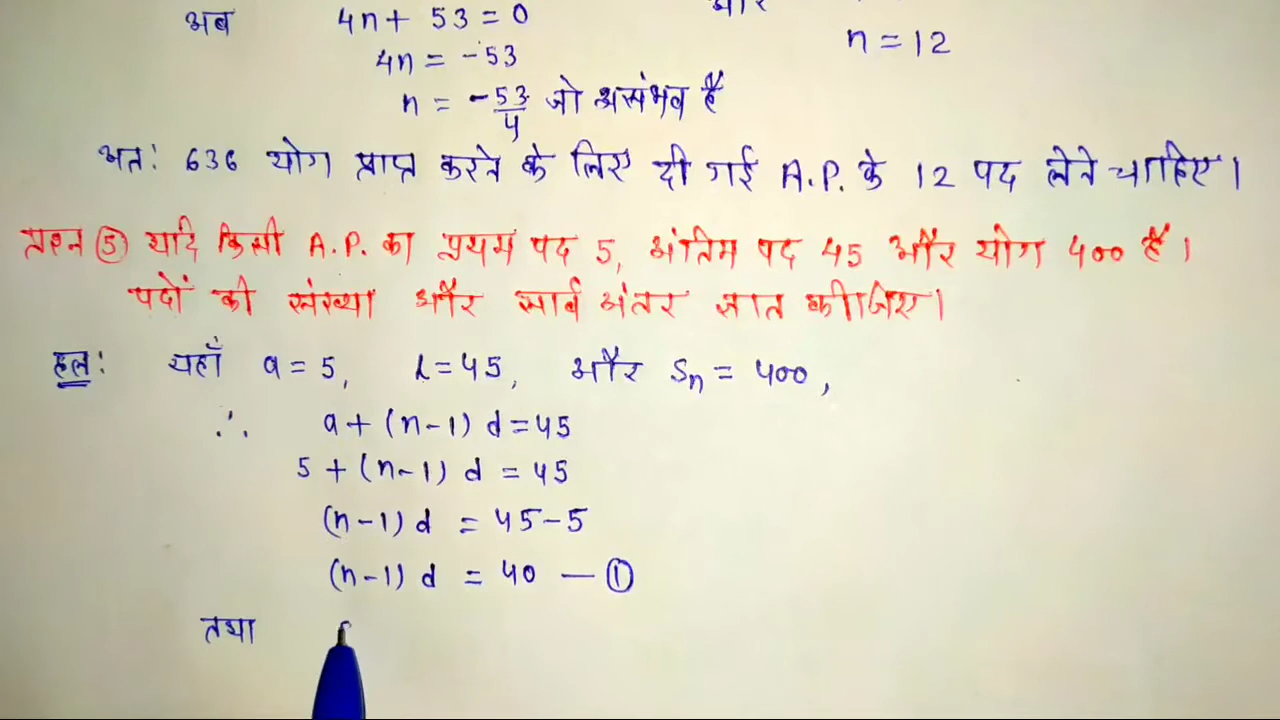 अब 4n + 53 = 0 और
4n = -53 n = 12
n = -53/4 जो असंभव है
अतः 636 योग प्राप्त करने के लिए दी गई A.P. के 12 पद लेने चाहिए।
प्रश्न (5) यदि किसी A.P. का प्रथम पद 5, अंतिम पद 45 और योग 400 है।
पदों की संख्या और सार्व अंतर ज्ञात कीजिए।
हल: यहाँ a = 5, l = 45, और Sn = 400,
∴ a + (n-1) d = 45
5 + (n-1) d = 45
(n-1) d = 45-5
(n-1) d = 40 — ①
तथा